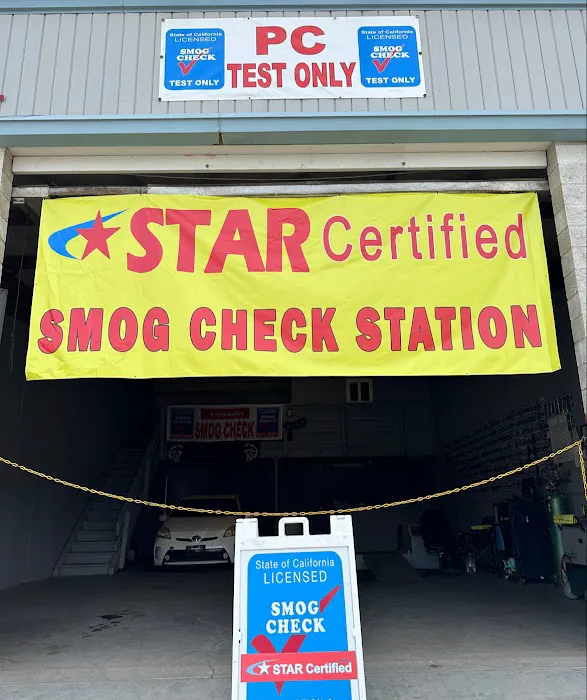 State of California
LICENSED
SMOG
CHECK
TEST ONLY
PC
TEST ONLY
State of California
LICENSED
SMOG
CHECK
TEST ONLY
STAR Certified
SMOG CHECK STATION
SMOG CHECK
State of California
LICENSED
SMOG
CHECK
STAR Certified